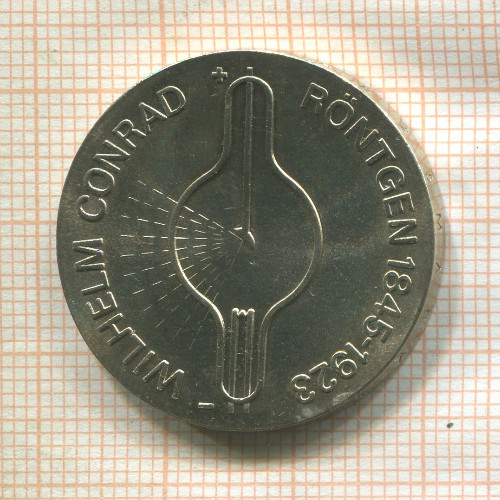 WILHELM CONRAD
RÖNTGEN 1845-1923
+
-